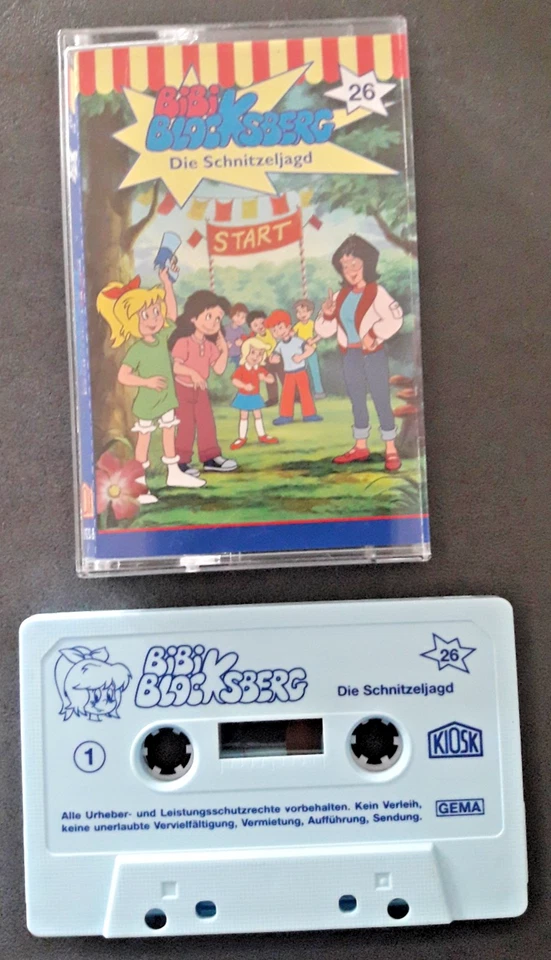 BiBi
BLOCKSBERG
26
Die Schnitzeljagd
START
BiBi
BLOCKSBERG
26
Die Schnitzeljagd
1
KIOSK
Alle Urheber- und Leistungsschutzrechte vorbehalten. Kein Verleih,
keine unerlaubte Vervielfältigung, Vermietung, Aufführung, Sendung.
GEMA